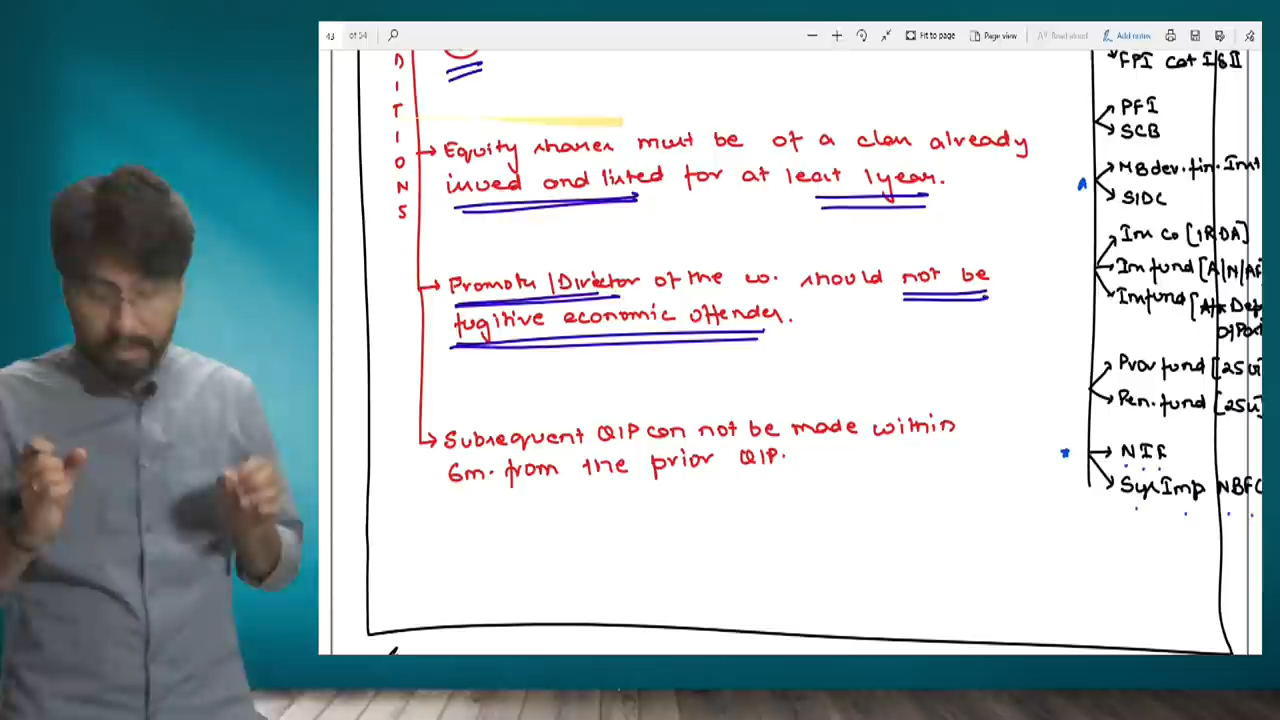 43 of 54 Fit to page Page view Read aloud Add notes
D
I
T
I
O
N
S
Equity shares must be of a class already
issued and listed for at least 1 year.
Promoter / Director of the co. should not be
fugitive economic offender.
Subsequent QIP can not be made within
6m. from the prior QIP.
FPI cat I & II
PFI
SCB
MB dev. fin. Inst
SIDC
Ins Co [IRDA]
Ins fund [A|N|AF
Ins fund [
Prov fund [25
Pen. fund [25
NIF
Sys Imp NBFC